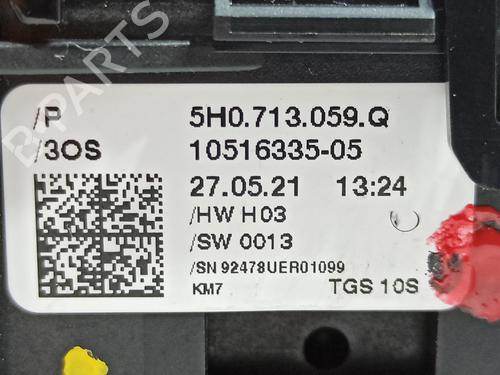 B-PARTS
/P 5H0.713.059.Q
/3OS 10516335-05
27.05.21 13:24
/HW H03
/SW 0013
/SN 92478UER01099
KM7 TGS 10S